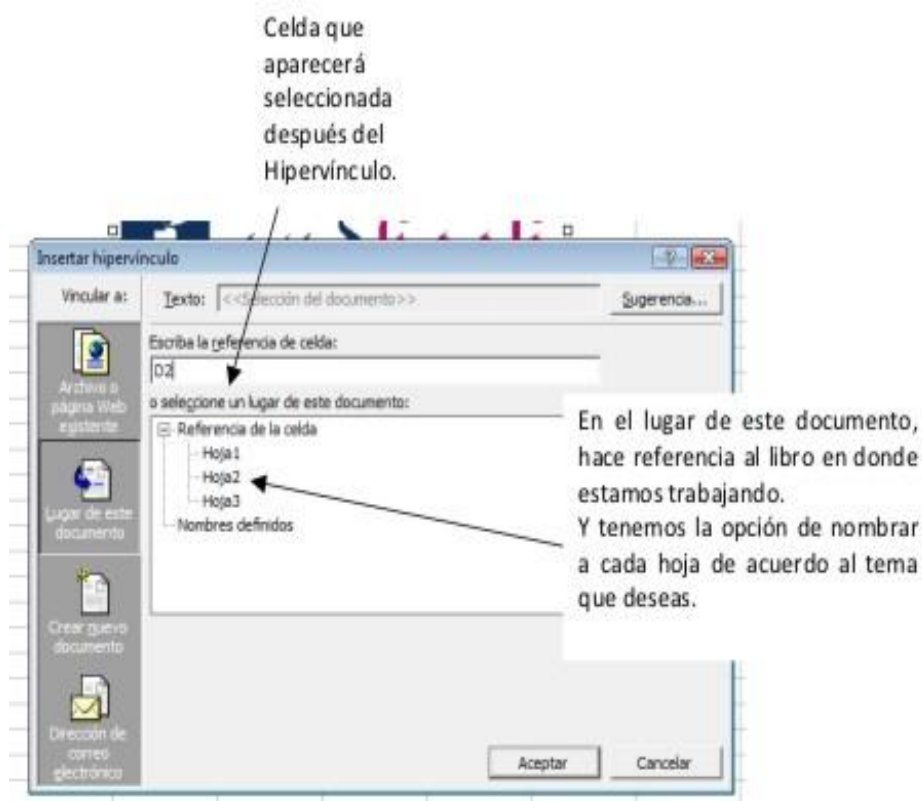 Celda que
aparecerá
seleccionada
después del
Hipervínculo.
Insertar hipervínculo
Vincular a:
Texto: <<Selección del documento>>
Sugerencia...
Escriba la referencia de celda:
D2
o seleccione un lugar de este documento:
Referencia de la celda
Hoja1
Hoja2
Hoja3
Nombres definidos
Archivo o
página Web
existente
Lugar de este
documento
Crear nuevo
documento
Dirección de
correo
electrónico
En el lugar de este documento,
hace referencia al libro en donde
estamos trabajando.
Y tenemos la opción de nombrar
a cada hoja de acuerdo al tema
que deseas.
Aceptar
Cancelar